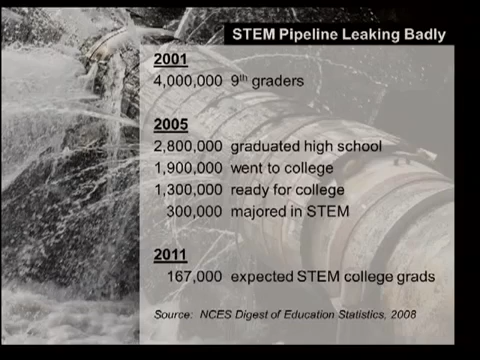 STEM Pipeline Leaking Badly
2001
4,000,000 9th graders
2005
2,800,000 graduated high school
1,900,000 went to college
1,300,000 ready for college
300,000 majored in STEM
2011
167,000 expected STEM college grads
Source: NCES Digest of Education Statistics, 2008